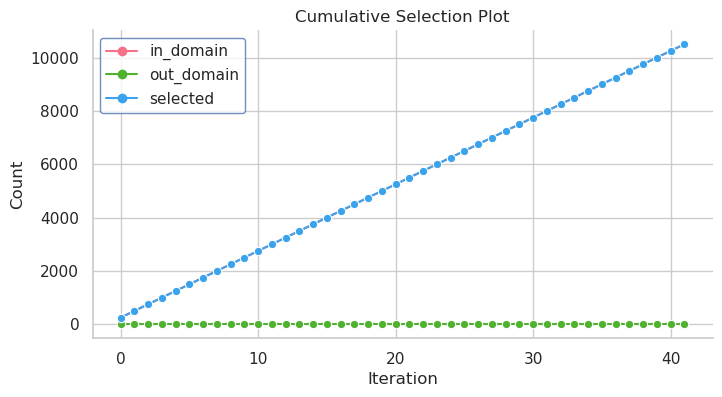 Cumulative Selection Plot
in_domain
out_domain
selected
10000
8000
6000
4000
2000
0
Count
0 10 20 30 40
Iteration